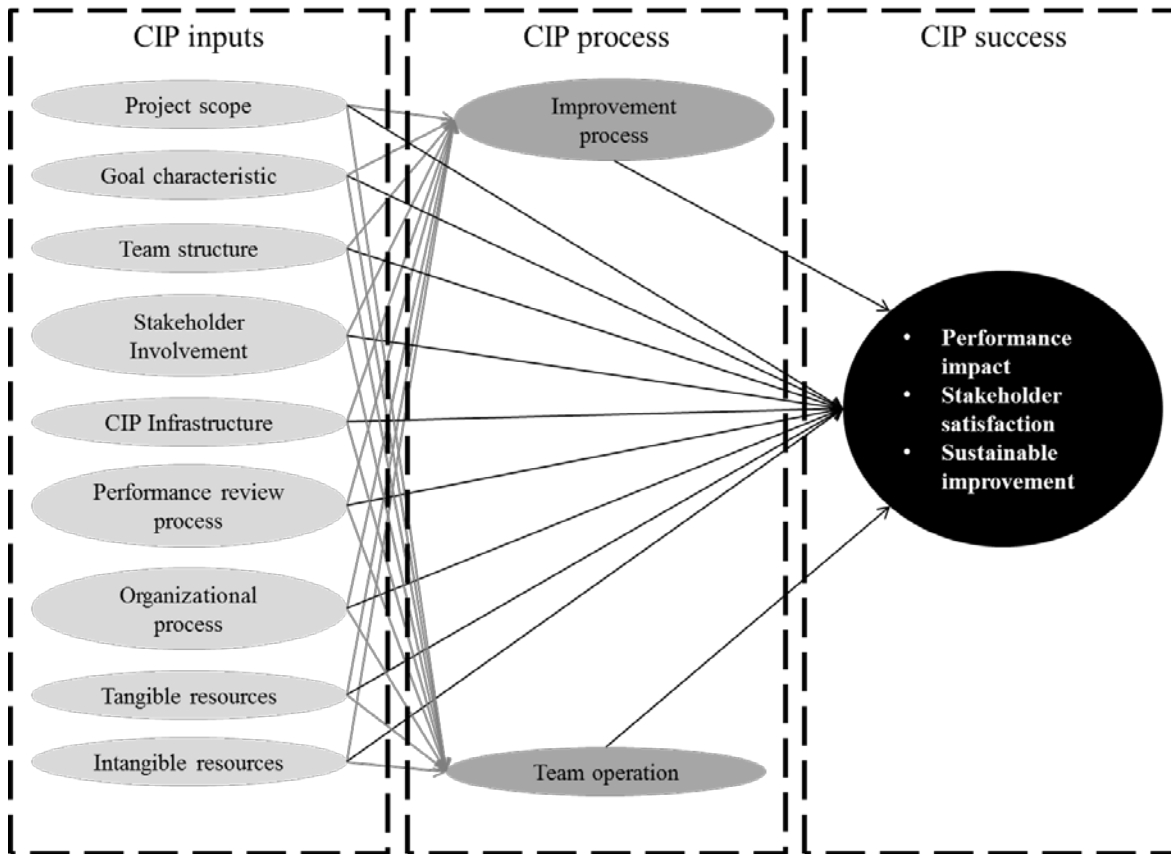 CIP inputs
Project scope
Goal characteristic
Team structure
Stakeholder
Involvement
CIP Infrastructure
Performance review
process
Organizational
process
Tangible resources
Intangible resources
CIP process
Improvement
process
Team operation
CIP success
• Performance
impact
• Stakeholder
satisfaction
• Sustainable
improvement